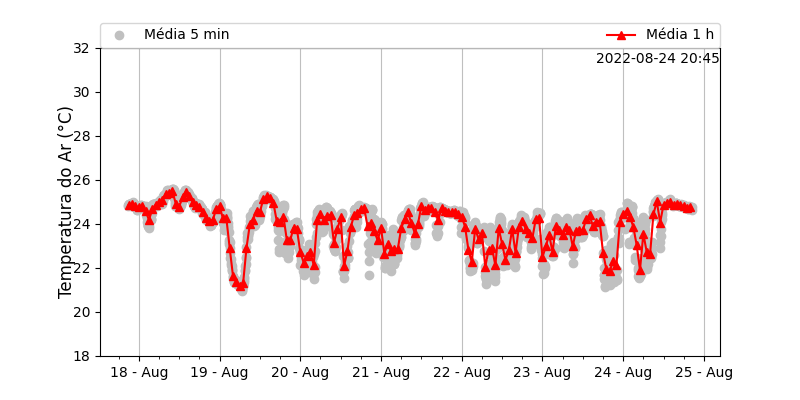 Média 5 min
Média 1 h
2022-08-24 20:45
Temperatura do Ar (°C)
32
30
28
26
24
22
20
18
18 - Aug
19 - Aug
20 - Aug
21 - Aug
22 - Aug
23 - Aug
24 - Aug
25 - Aug